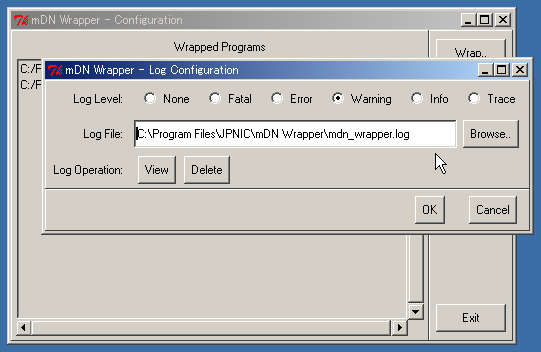 mDN Wrapper - Configuration
Wrapped Programs
Wrap..
C:/F
C:/F
mDN Wrapper - Log Configuration
Log Level: None Fatal Error Warning Info Trace
Log File: C:\Program Files\JPNIC\mDN Wrapper\mdn_wrapper.log Browse..
Log Operation: View Delete
OK Cancel
Exit